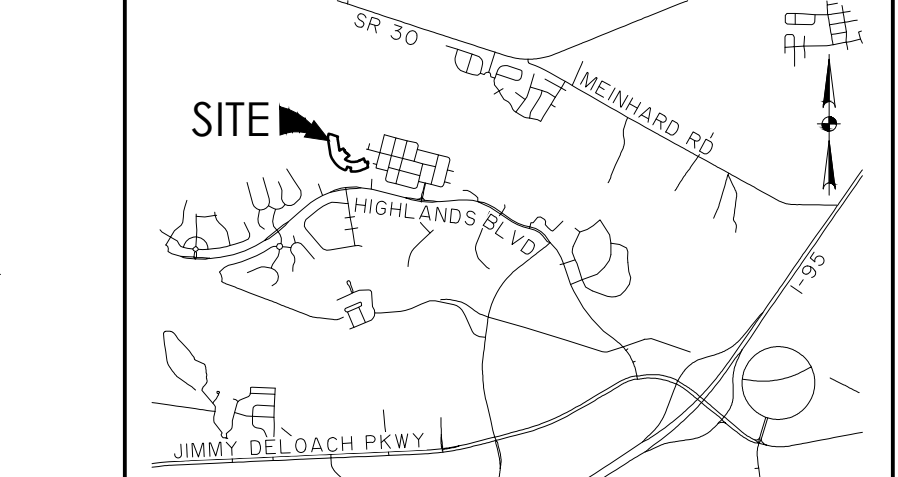 SR 30
MEINHARD RD
SITE
HIGHLANDS BLVD
I-95
JIMMY DELOACH PKWY